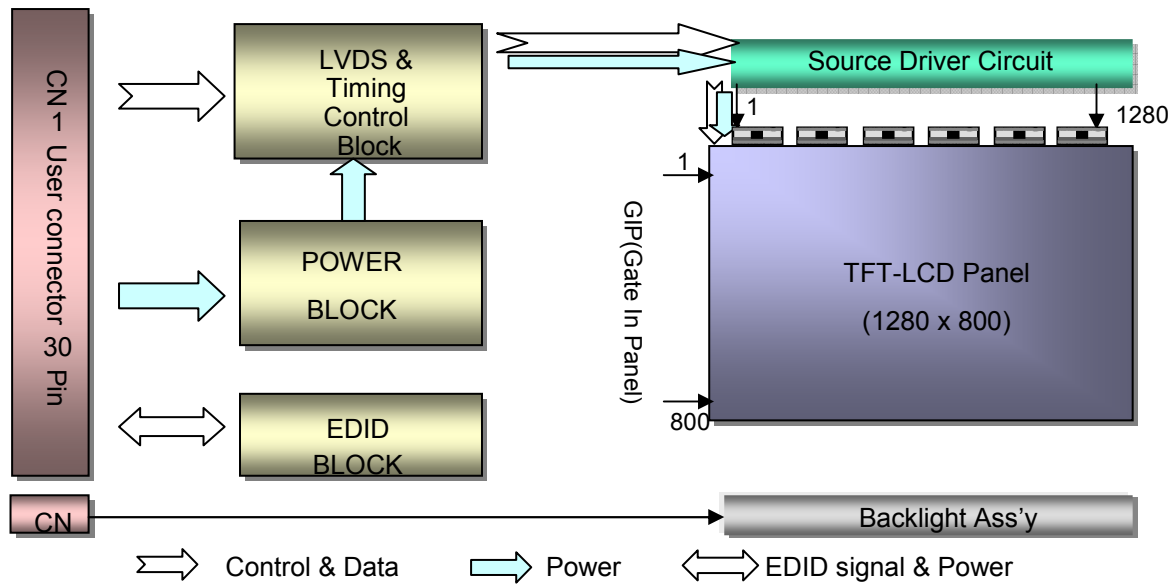 CN 1 User connector 30 Pin
LVDS &
Timing
Control
Block
POWER
BLOCK
EDID
BLOCK
Source Driver Circuit
1
1280
1
GIP(Gate In Panel)
800
TFT-LCD Panel
(1280 x 800)
CN
Backlight Ass'y
Control & Data
Power
EDID signal & Power